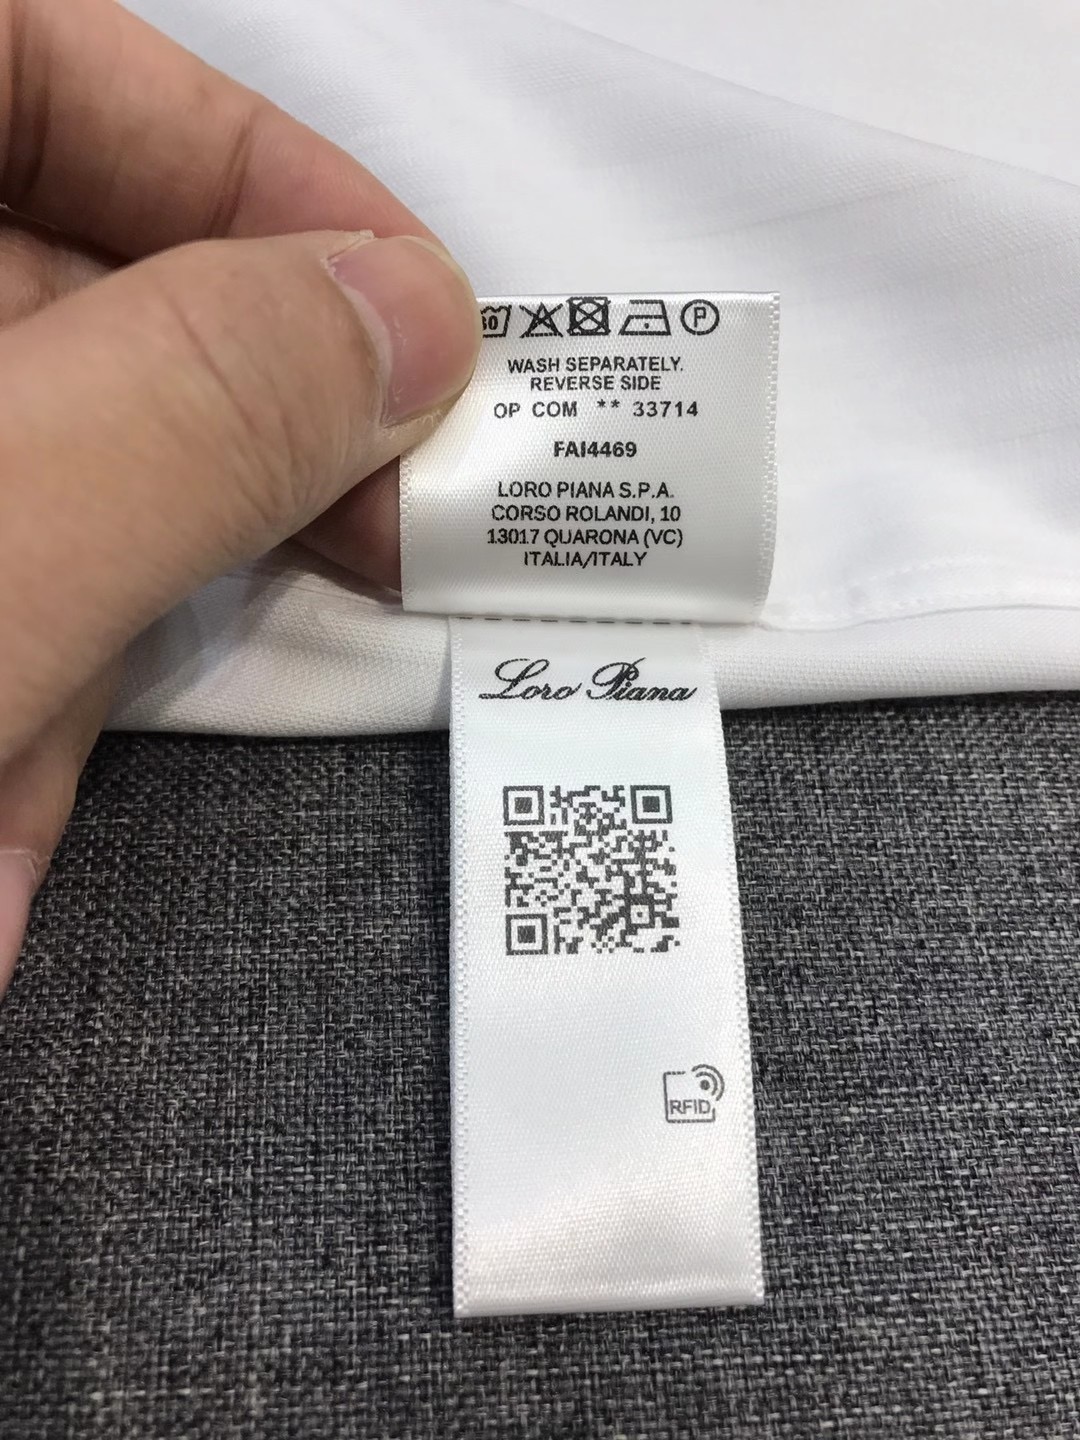 30 P
WASH SEPARATELY.
REVERSE SIDE
OP COM ** 33714
FAI4469
LORO PIANA S.P.A.
CORSO ROLANDI, 10
13017 QUARONA (VC)
ITALIA/ITALY
Loro Piana
RFID